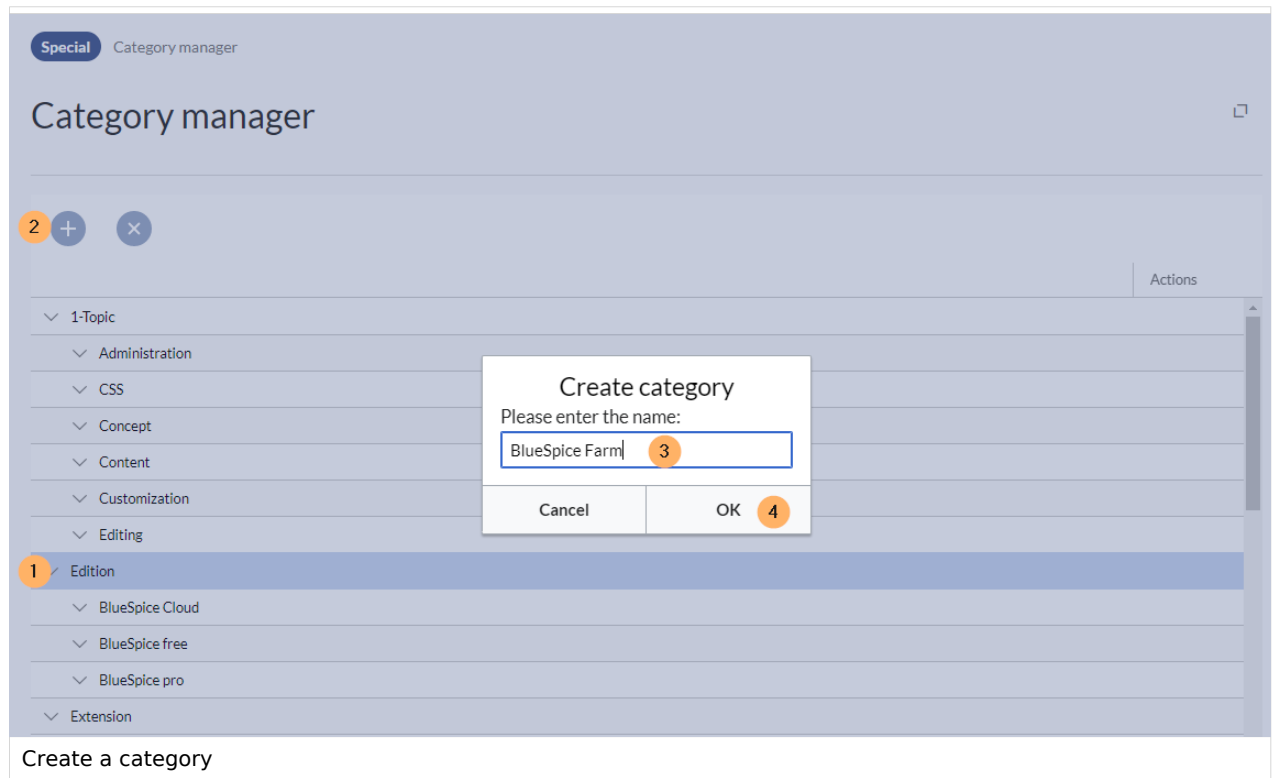 Special Category manager
Category manager
2
Actions
1-Topic
Administration
CSS
Concept
Content
Customization
Editing
1 Edition
BlueSpice Cloud
BlueSpice free
BlueSpice pro
Extension
Create category
Please enter the name:
BlueSpice Farm 3
Cancel OK 4
Create a category